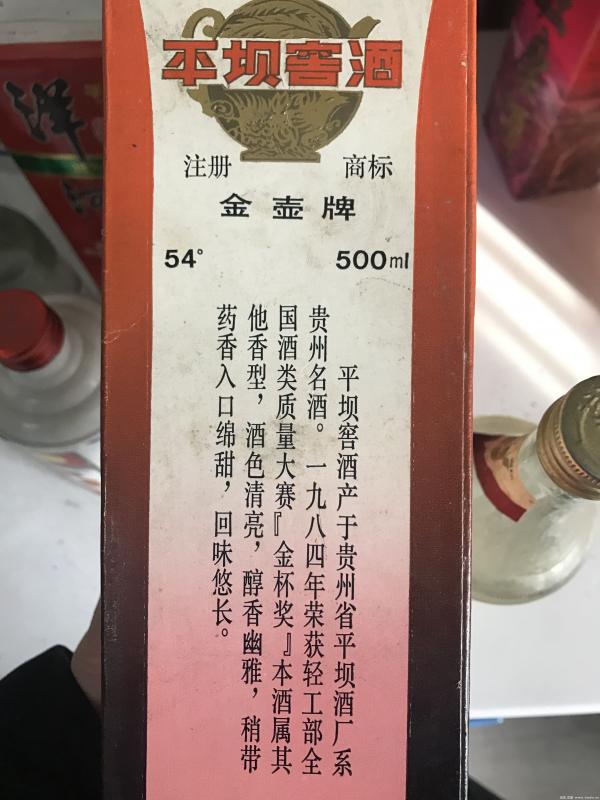 平坝窖酒
注册 商标
金壶牌
54° 500ml
平坝窖酒产于贵州省平坝酒厂系
贵州名酒。一九八四年荣获轻工部全
国酒类质量大赛『金杯奖』本酒属其
他香型，酒色清亮，醇香幽雅，稍带
药香入口绵甜，回味悠长。
洋河